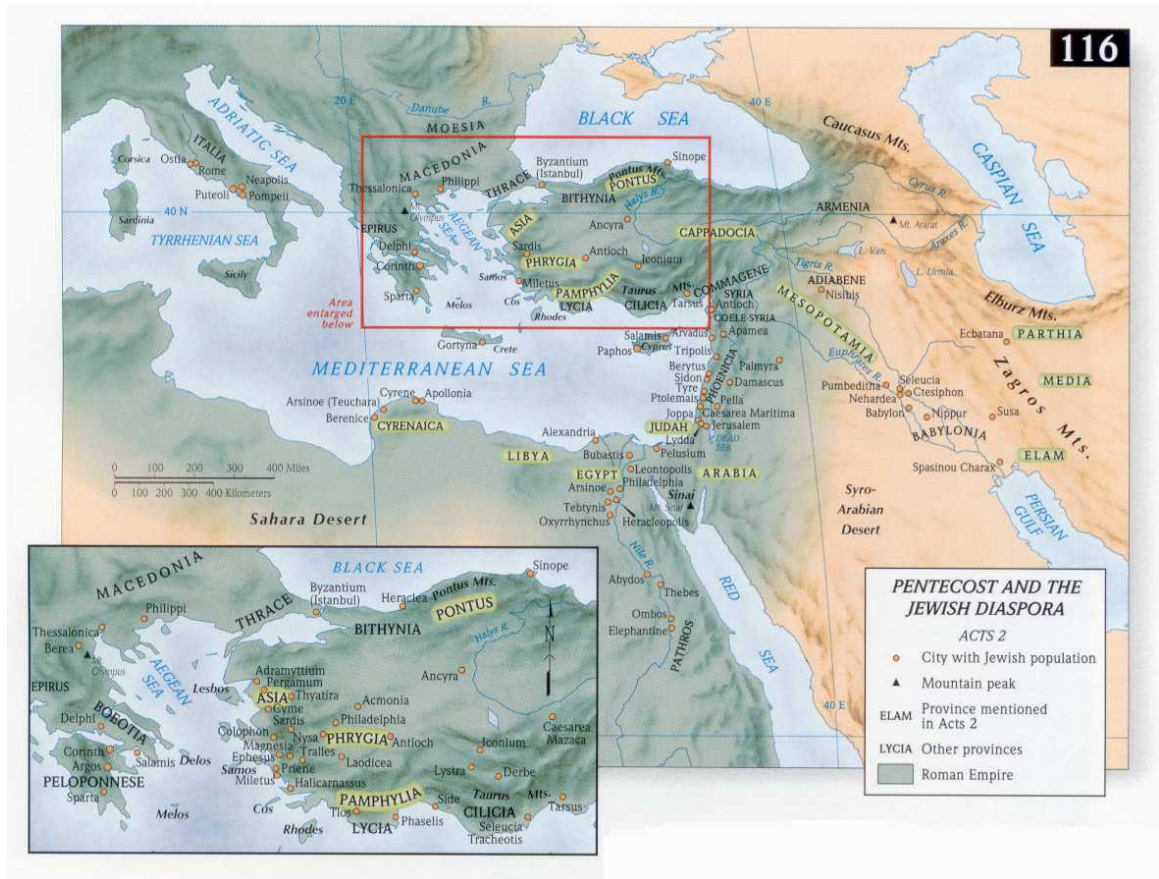 116
ADRIATIC SEA
ITALIA
Corsica
Ostia
Rome
Neapolis
Puteoli
Pompeii
Sardinia
40 N
TYRRHENIAN SEA
Sicily
20 E
Danube R.
MOESIA
BLACK SEA
40 E
Caucasus Mts.
CASPIAN SEA
MACEDONIA
Thessalonica
Philippi
THRACE
Byzantium
(Istanbul)
Sinope
Pontus Mts.
PONTUS
BITHYNIA
Halys R.
Mt.
Olympus
EPIRUS
AEGEAN
SEA
ASIA
Ancyra
CAPPADOCIA
ARMENIA
Mt. Ararat
Cyrus R.
Araxes R.
L. Van
L. Urmia
Delphi
Sardis
PHRYGIA
Antioch
Iconium
Corinth
Samos
Miletus
PAMPHYLIA
Taurus Mts.
COMMAGENE
Tigris R.
ADIABENE
Nisibis
Elburz Mts.
Sparta
Melos
Cos
LYCIA
CILICIA
Tarsus
SYRIA
Antioch
MESOPOTAMIA
Rhodes
COELE-SYRIA
Area
enlarged
below
Gortyna
Crete
Salamis
Paphos
Cyprus
Arvadus
Apamea
Ecbatana
PARTHIA
Zagros Mts.
MEDITERRANEAN SEA
Tripolis
PHOENICIA
Euphrates R.
Berytus
Palmyra
Sidon
Damascus
Tyre
Ptolemais
Pella
Joppa
Caesarea Maritima
Pumbeditha
Seleucia
Nehardea
Ctesiphon
Babylon
Nippur
Susa
MEDIA
BABYLONIA
Cyrene
Apollonia
Arsinoe (Teuchara)
Berenice
CYRENAICA
Alexandria
JUDAH
Jerusalem
Lydda
DEAD
SEA
LIBYA
Bubastis
Pelusium
Spasinou Charax
ELAM
EGYPT
Leontopolis
ARABIA
Arsinoe
Philadelphia
Sinai
Mt. Sinai
Tebtynis
Oxyrrhynchus
Heracleopolis
Syro-
Arabian
Desert
PERSIAN
GULF
0 100 200 300 400 Miles
0 100 200 300 400 Kilometers
Sahara Desert
Nile R.
Abydos
Thebes
Ombos
Elephantine
PATHROS
RED
SEA
40 E
MACEDONIA
BLACK SEA
Sinope
Byzantium
(Istanbul)
Heraclea
Pontus Mts.
PONTUS
Philippi
THRACE
BITHYNIA
Halys R.
N
Thessalonica
Berea
Mt.
Olympus
AEGEAN
SEA
Lesbos
Adramyttium
Pergamum
Ancyra
EPIRUS
ASIA
Thyatira
Acmonia
BOEOTIA
Cyme
Sardis
Philadelphia
Caesarea
Mazaca
Delphi
Colophon
Nysa
PHRYGIA
Antioch
Corinth
Magnesia
Iconium
Argos
Salamis
Delos
Ephesus
Tralles
Laodicea
Samos
Priene
Lystra
Derbe
PELOPONNESE
Miletus
Halicarnassus
Taurus Mts.
Sparta
PAMPHYLIA
Side
Tarsus
Melos
Cos
Tlos
CILICIA
Rhodes
LYCIA
Phaselis
Seleucia
Tracheotis
PENTECOST AND THE
JEWISH DIASPORA
ACTS 2
City with Jewish population
Mountain peak
ELAM Province mentioned
in Acts 2
LYCIA Other provinces
Roman Empire